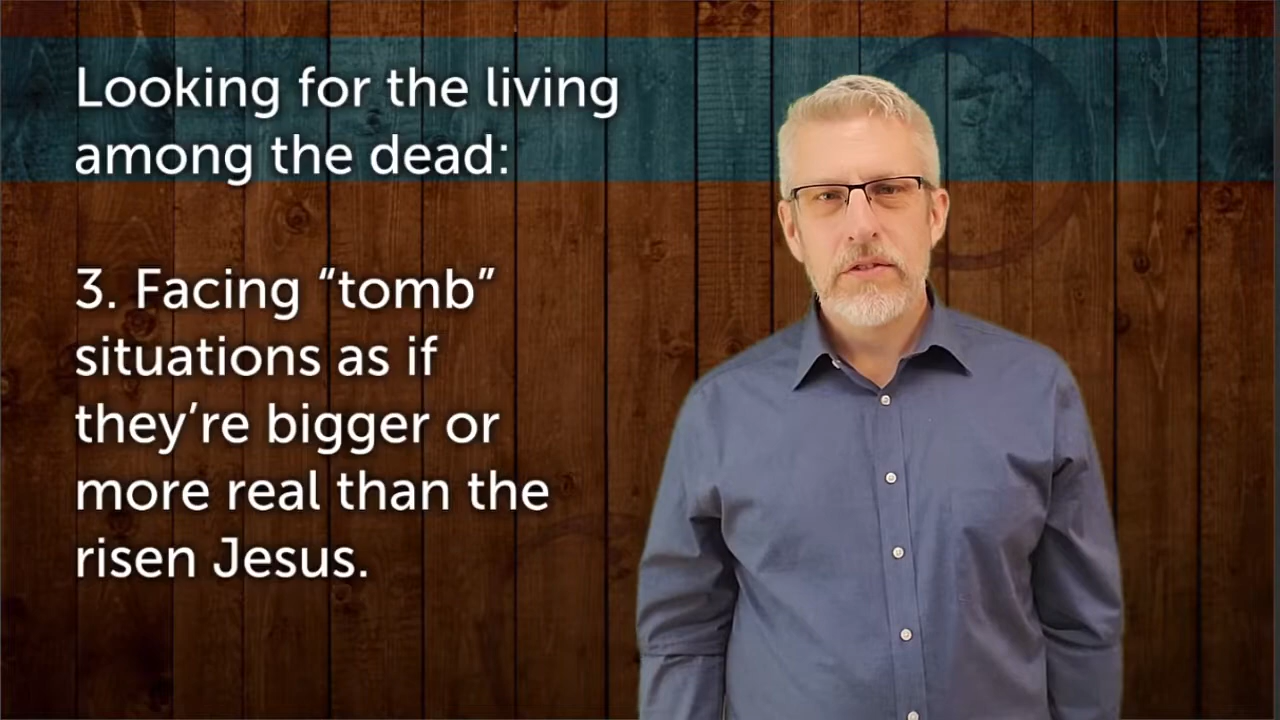 Looking for the living
among the dead:
3. Facing “tomb”
situations as if
they’re bigger or
more real than the
risen Jesus.